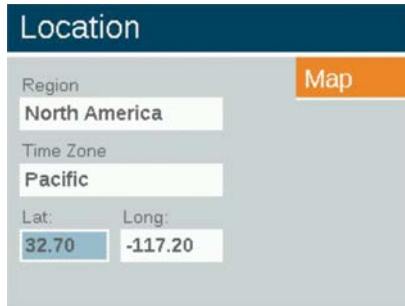 Location
Region
Map
North America
Time Zone
Pacific
Lat: Long:
32.70 -117.20